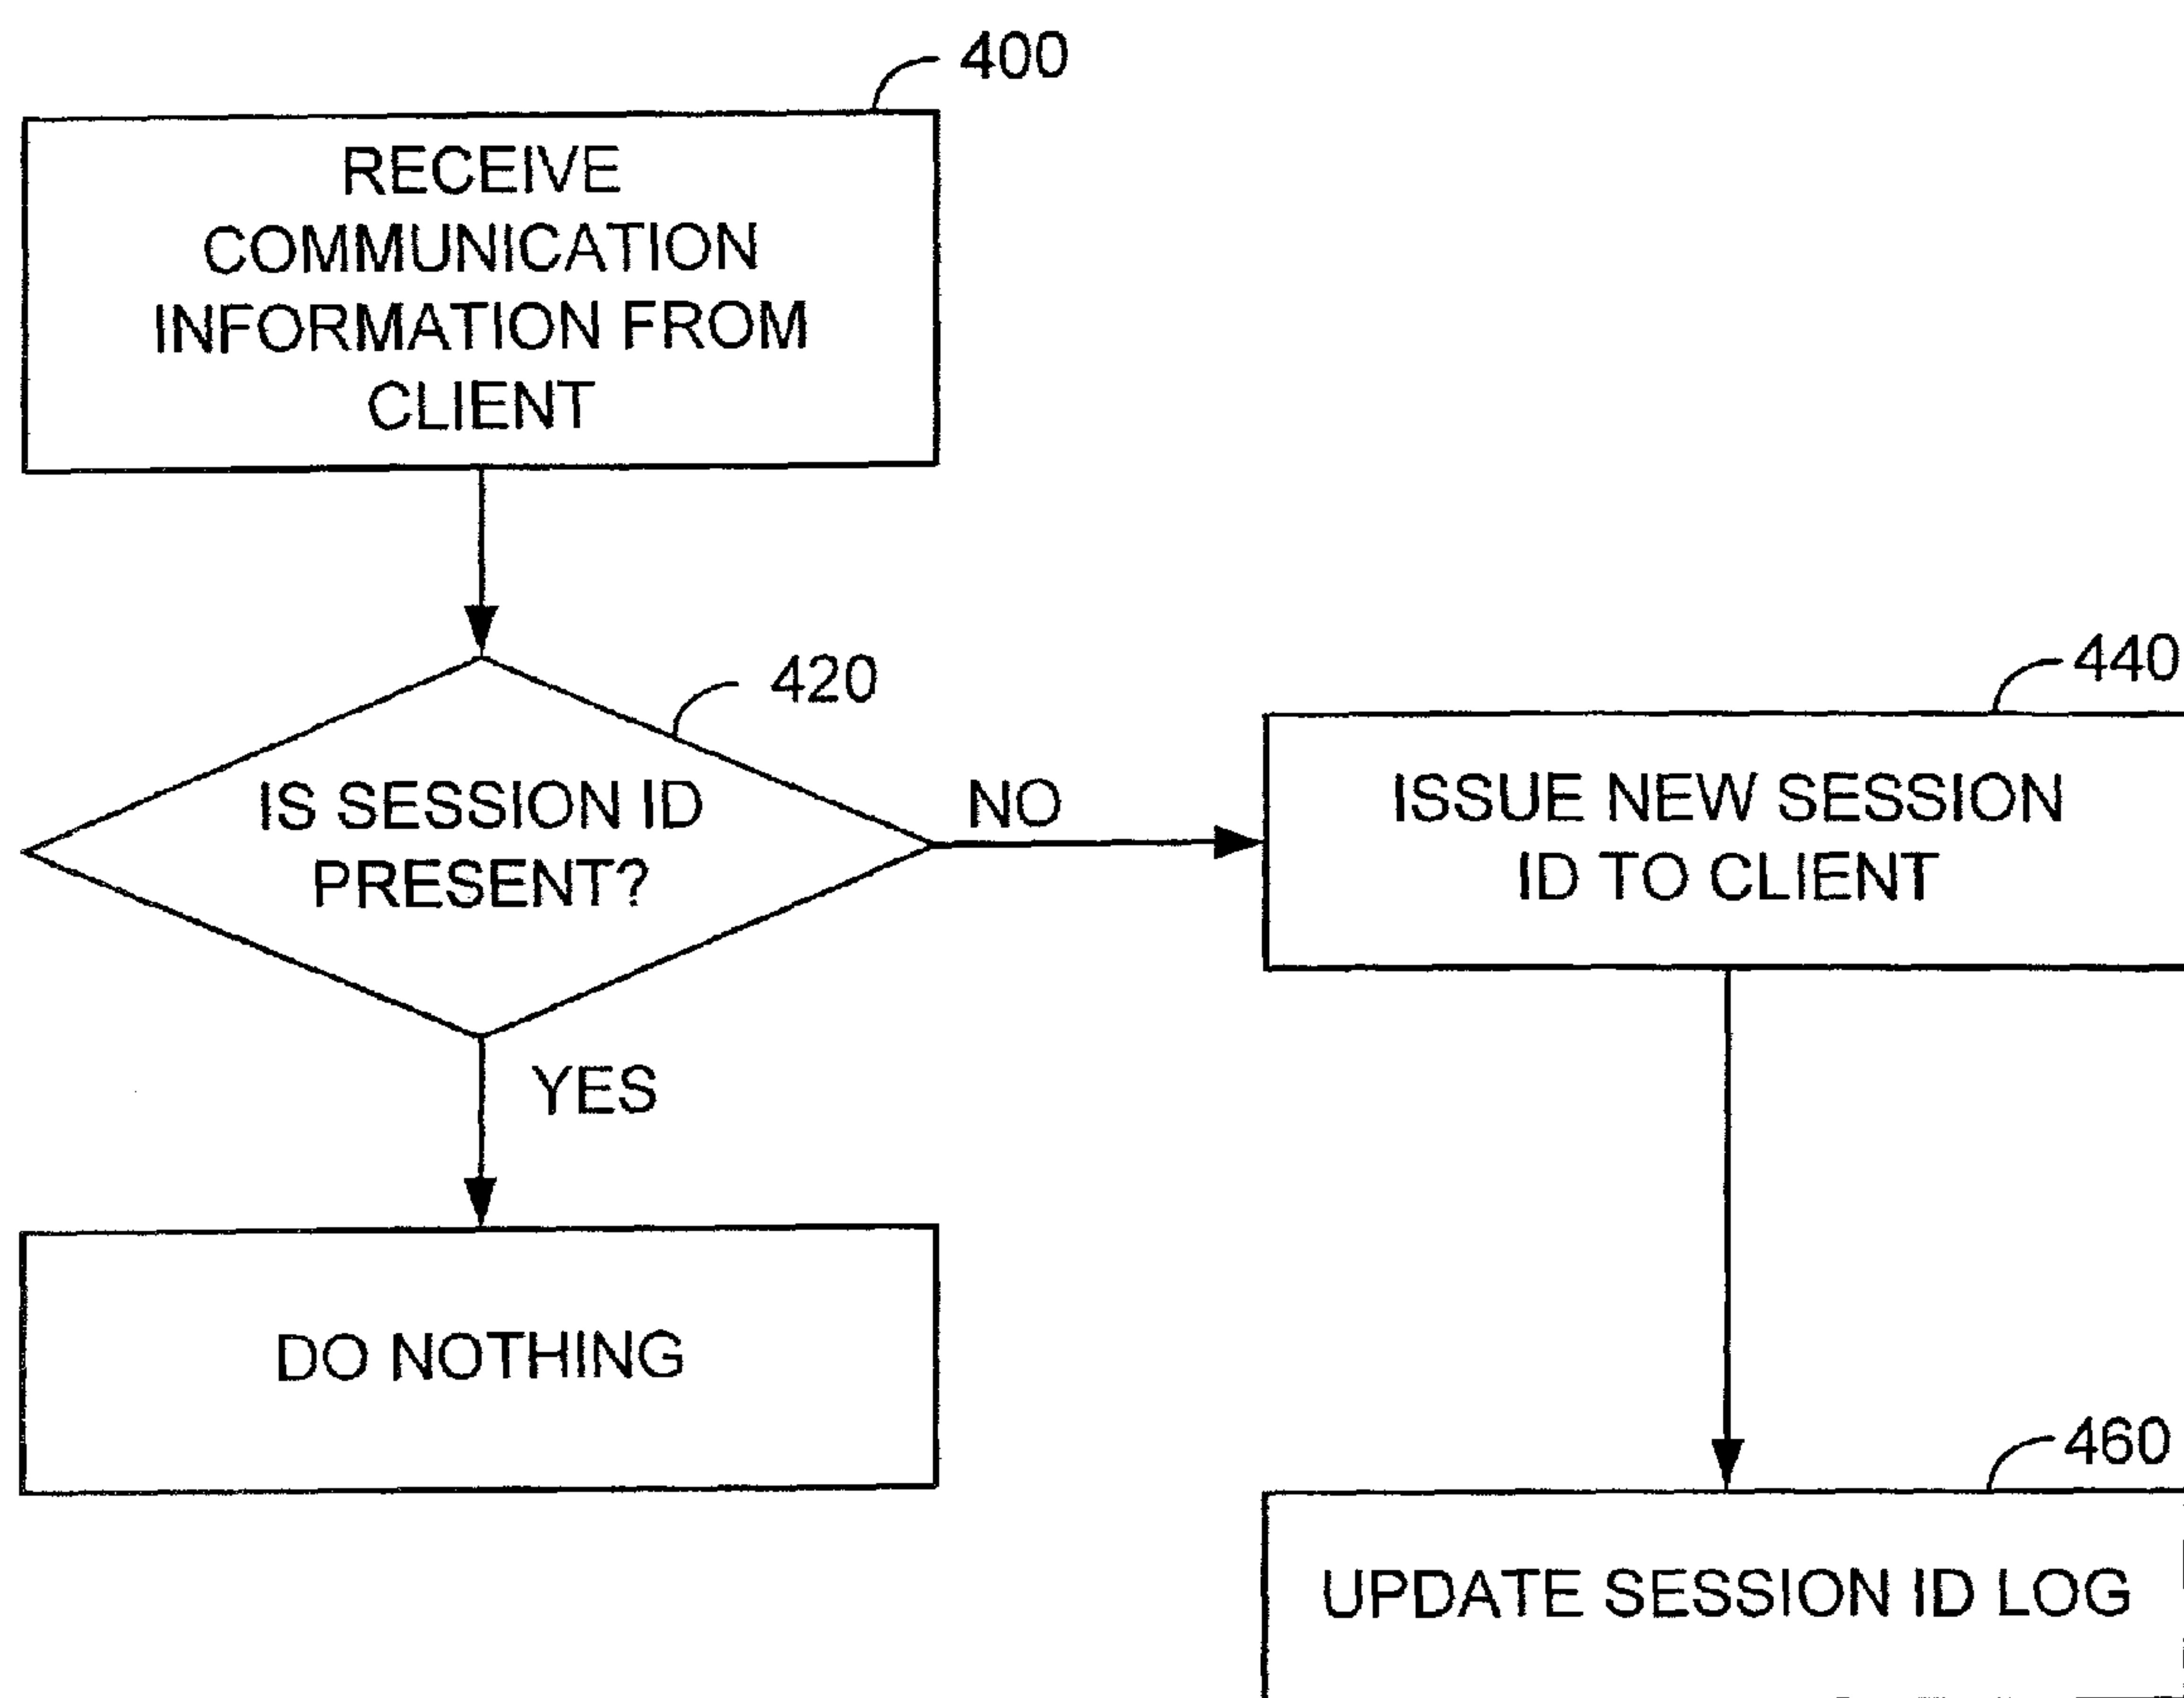 400
RECEIVE
COMMUNICATION
INFORMATION FROM
CLIENT
420
IS SESSION ID
PRESENT?
NO
440
ISSUE NEW SESSION
ID TO CLIENT
YES
DO NOTHING
460
UPDATE SESSION ID LOG